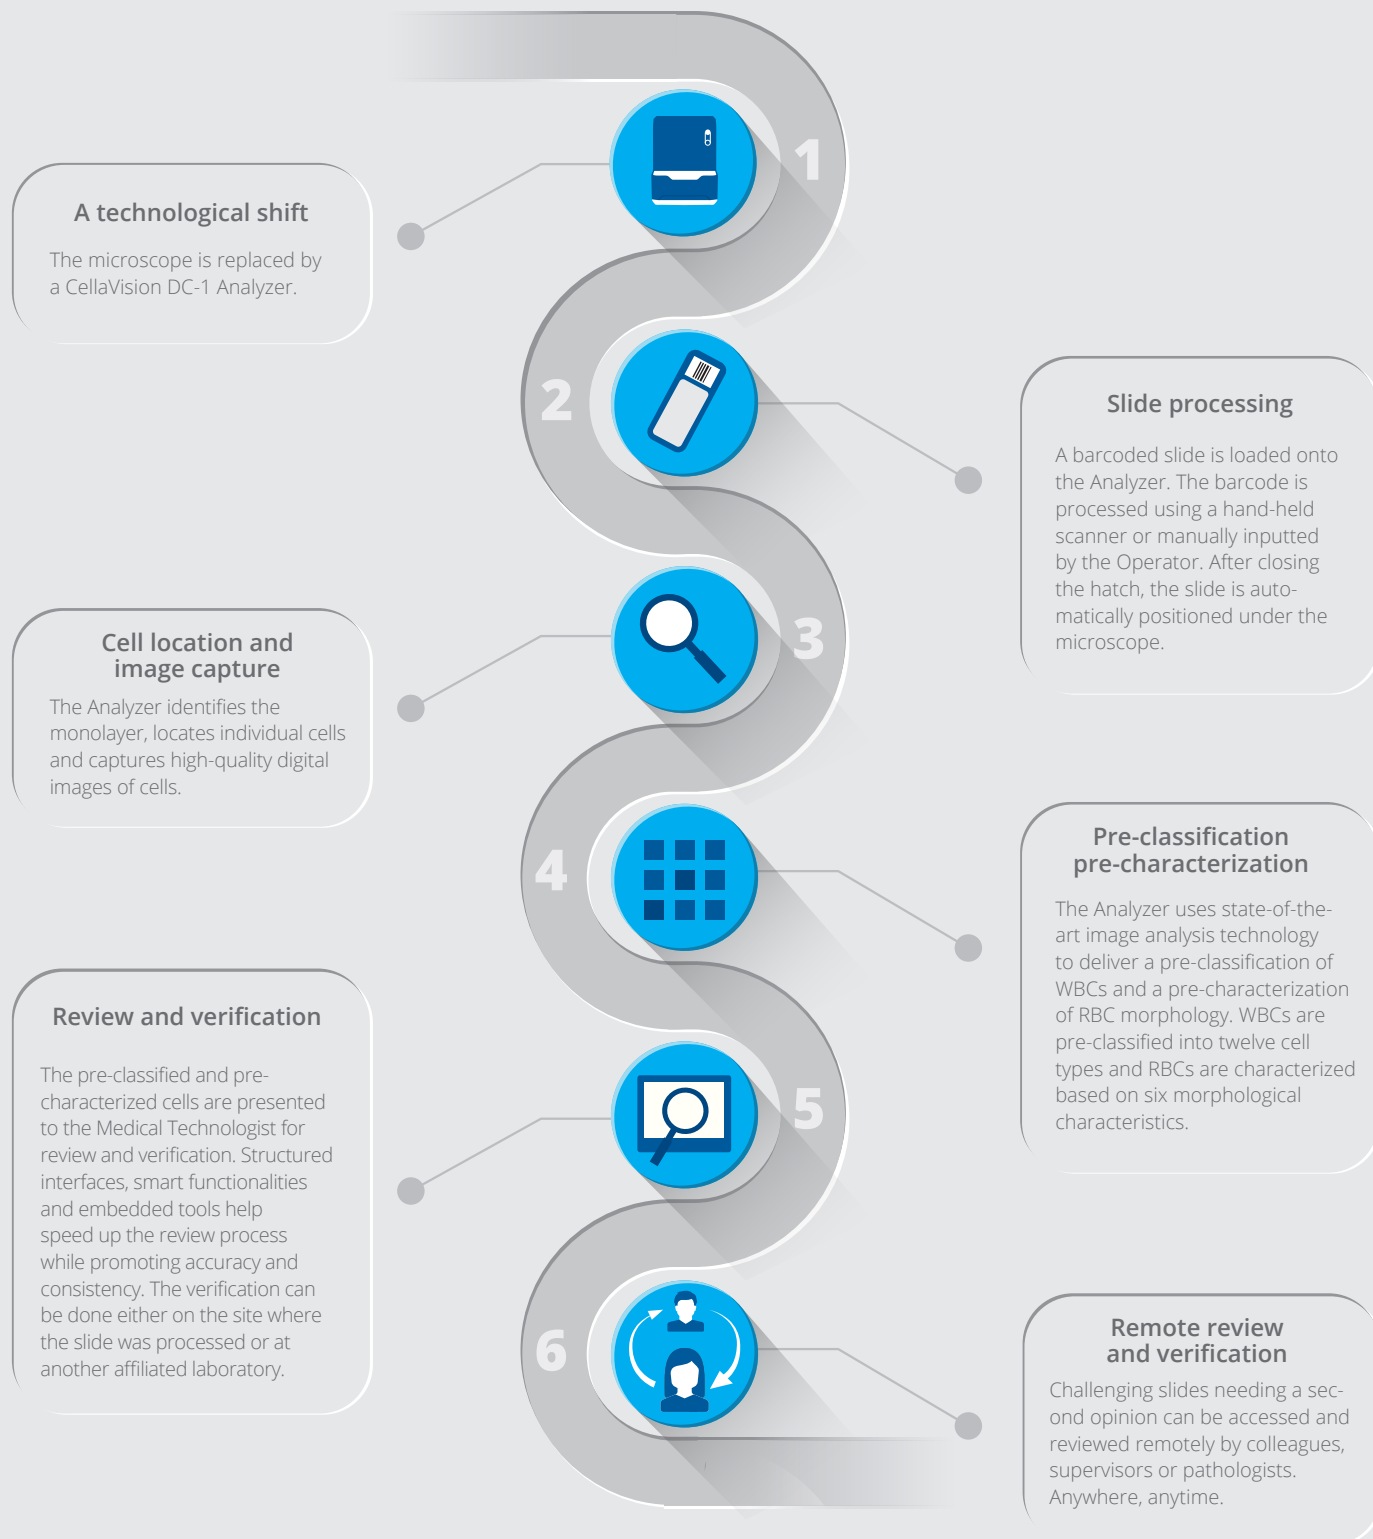 1
A technological shift
The microscope is replaced by
a CellaVision DC-1 Analyzer.
2
Slide processing
A barcoded slide is loaded onto
the Analyzer. The barcode is
processed using a hand-held
scanner or manually inputted
by the Operator. After closing
the hatch, the slide is auto-
matically positioned under the
microscope.
3
Cell location and
image capture
The Analyzer identifies the
monolayer, locates individual cells
and captures high-quality digital
images of cells.
4
Pre-classification
pre-characterization
The Analyzer uses state-of-the-
art image analysis technology
to deliver a pre-classification of
WBCs and a pre-characterization
of RBC morphology. WBCs are
pre-classified into twelve cell
types and RBCs are characterized
based on six morphological
characteristics.
5
Review and verification
The pre-classified and pre-
characterized cells are presented
to the Medical Technologist for
review and verification. Structured
interfaces, smart functionalities
and embedded tools help
speed up the review process
while promoting accuracy and
consistency. The verification can
be done either on the site where
the slide was processed or at
another affiliated laboratory.
6
Remote review
and verification
Challenging slides needing a sec-
ond opinion can be accessed and
reviewed remotely by colleagues,
supervisors or pathologists.
Anywhere, anytime.